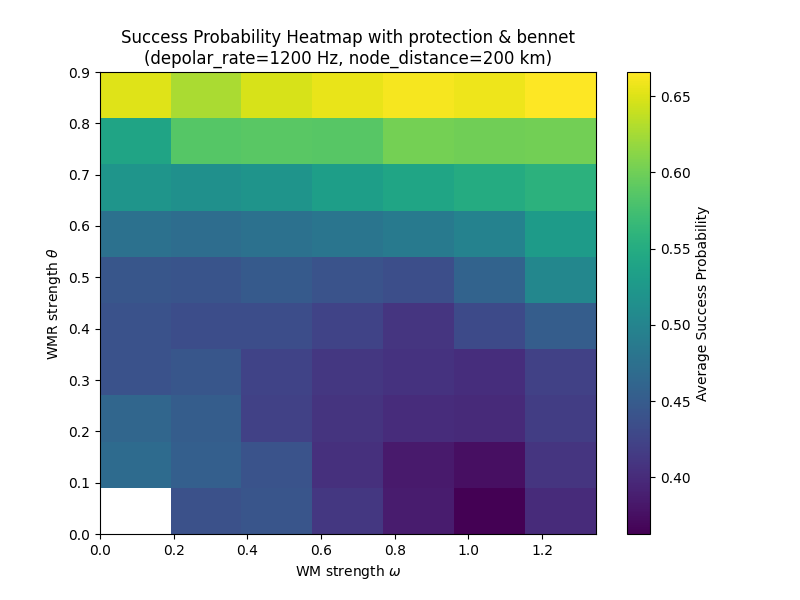 Success Probability Heatmap with protection & bennet
(depolar_rate=1200 Hz, node_distance=200 km)
0.9
0.8
0.7
0.6
0.5
0.4
0.3
0.2
0.1
0.0
WMR strength θ
0.0 0.2 0.4 0.6 0.8 1.0 1.2
WM strength ω
0.65
0.60
0.55
0.50
0.45
0.40
Average Success Probability